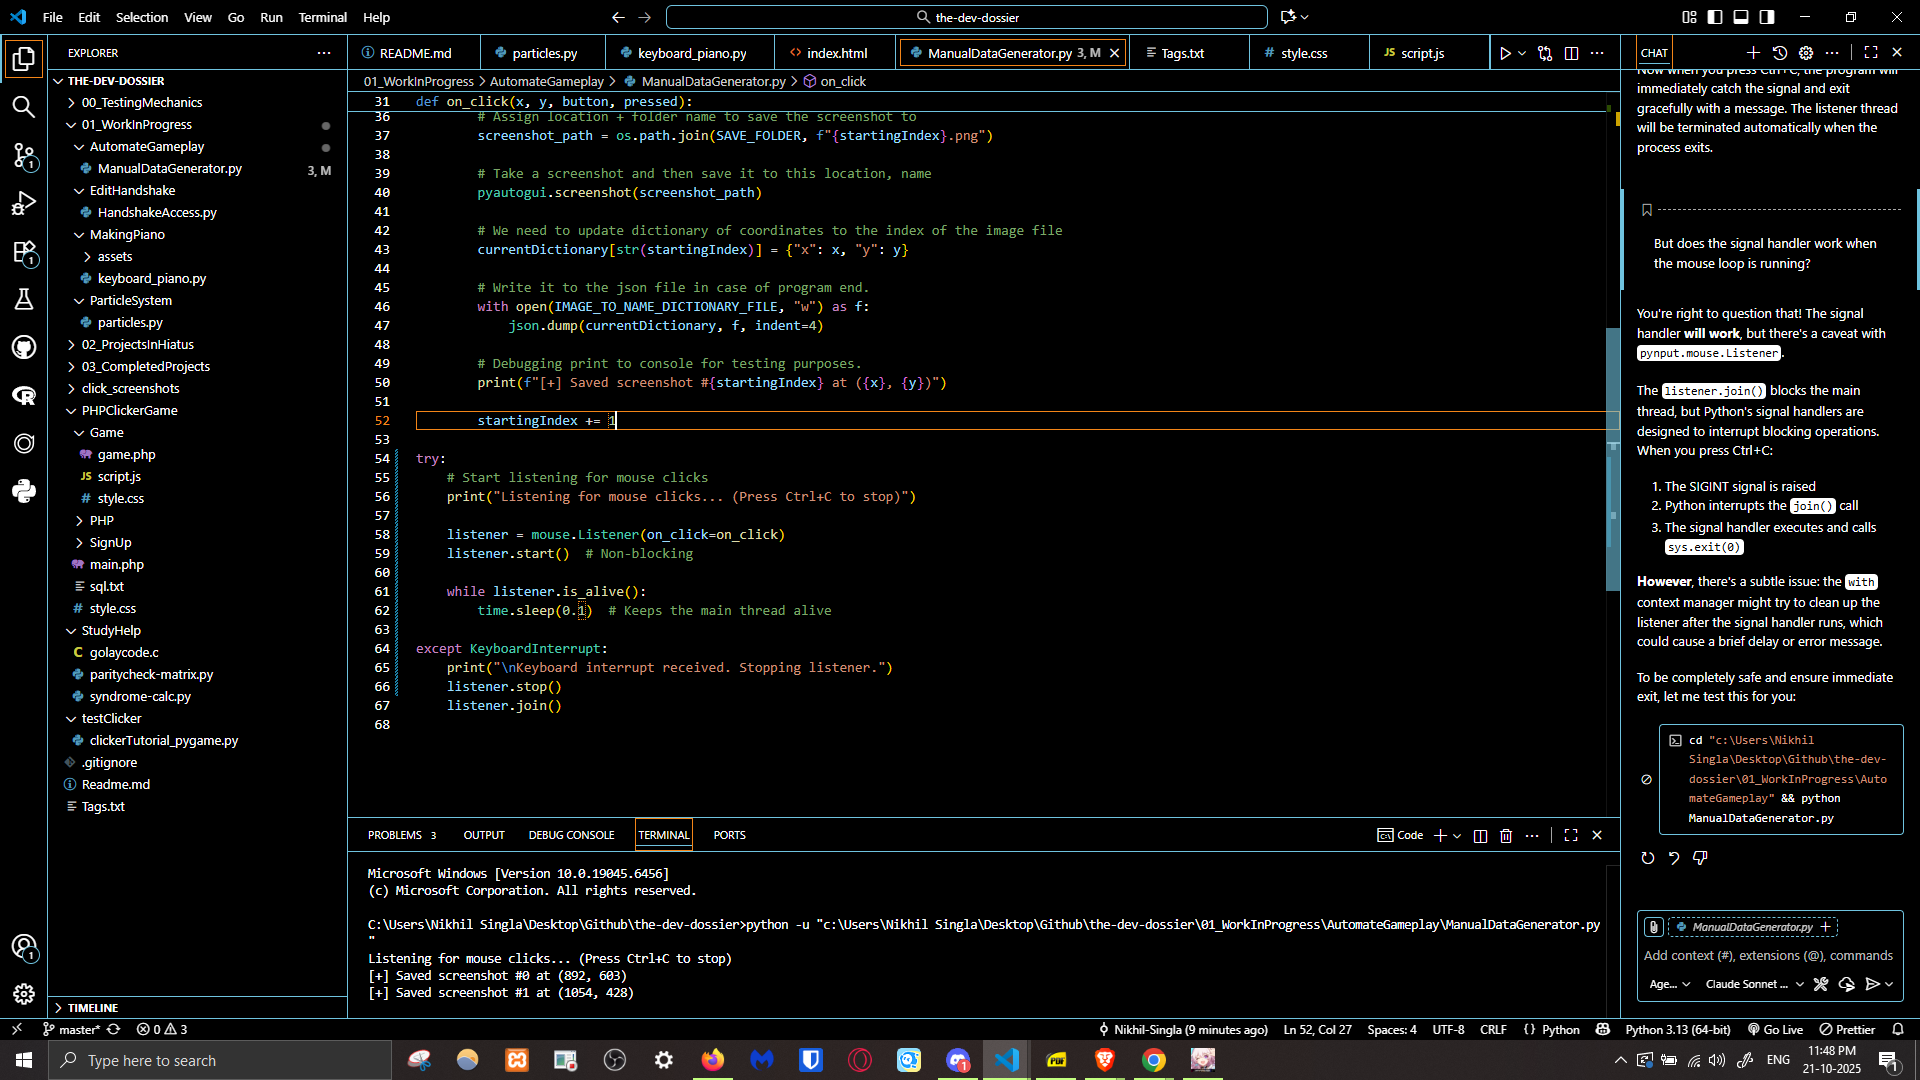 File Edit Selection View Go Run Terminal Help
the-dev-dossier
EXPLORER
THE-DEV-DOSSIER
00_TestingMechanics
01_WorkInProgress
AutomateGameplay
ManualDataGenerator.py 3, M
EditHandshake
HandshakeAccess.py
MakingPiano
assets
keyboard_piano.py
ParticleSystem
particles.py
02_ProjectsInHiatus
03_CompletedProjects
click_screenshots
PHPClickerGame
Game
game.php
JS script.js
# style.css
PHP
SignUp
main.php
sql.txt
# style.css
StudyHelp
C golaycode.c
paritycheck-matrix.py
syndrome-calc.py
testClicker
clickerTutorial_pygame.py
.gitignore
Readme.md
Tags.txt
TIMELINE
README.md particles.py keyboard_piano.py <> index.html ManualDataGenerator.py 3, M Tags.txt # style.css JS script.js
01_WorkInProgress > AutomateGameplay > ManualDataGenerator.py > on_click
31 def on_click(x, y, button, pressed):
36 # Assign location + folder name to save the screenshot to
37 screenshot_path = os.path.join(SAVE_FOLDER, f"{startingIndex}.png")
38
39 # Take a screenshot and then save it to this location, name
40 pyautogui.screenshot(screenshot_path)
41
42 # We need to update dictionary of coordinates to the index of the image file
43 currentDictionary[str(startingIndex)] = {"x": x, "y": y}
44
45 # Write it to the json file in case of program end.
46 with open(IMAGE_TO_NAME_DICTIONARY_FILE, "w") as f:
47 json.dump(currentDictionary, f, indent=4)
48
49 # Debugging print to console for testing purposes.
50 print(f"[+] Saved screenshot #{startingIndex} at ({x}, {y})")
51
52 startingIndex += 1
53
54 try:
55 # Start listening for mouse clicks
56 print("Listening for mouse clicks... (Press Ctrl+C to stop)")
57
58 listener = mouse.Listener(on_click=on_click)
59 listener.start() # Non-blocking
60
61 while listener.is_alive():
62 time.sleep(0.1) # Keeps the main thread alive
63
64 except KeyboardInterrupt:
65 print("\nKeyboard interrupt received. Stopping listener.")
66 listener.stop()
67 listener.join()
68
PROBLEMS 3 OUTPUT DEBUG CONSOLE TERMINAL PORTS
Code
Microsoft Windows [Version 10.0.19045.6456]
(c) Microsoft Corporation. All rights reserved.
C:\Users\Nikhil Singla\Desktop\Github\the-dev-dossier>python -u "c:\Users\Nikhil Singla\Desktop\Github\the-dev-dossier\01_WorkInProgress\AutomateGameplay\ManualDataGenerator.py
"
Listening for mouse clicks... (Press Ctrl+C to stop)
[+] Saved screenshot #0 at (892, 603)
[+] Saved screenshot #1 at (1054, 428)
CHAT
Now when you press Ctrl+C, the program will
immediately catch the signal and exit
gracefully with a message. The listener thread
will be terminated automatically when the
process exits.
But does the signal handler work when
the mouse loop is running?
You're right to question that! The signal
handler will work, but there's a caveat with
pynput.mouse.Listener.
The listener.join() blocks the main
thread, but Python's signal handlers are
designed to interrupt blocking operations.
When you press Ctrl+C:
1. The SIGINT signal is raised
2. Python interrupts the join() call
3. The signal handler executes and calls
sys.exit(0)
However, there's a subtle issue: the with
context manager might try to clean up the
listener after the signal handler runs, which
could cause a brief delay or error message.
To be completely safe and ensure immediate
exit, let me test this for you:
cd "c:\Users\Nikhil
Singla\Desktop\Github\the-dev-
dossier\01_WorkInProgress\Auto
mateGameplay" && python
ManualDataGenerator.py
ManualDataGenerator.py
Add context (#), extensions (@), commands
Age... Claude Sonnet ...
master* 0 3
Nikhil-Singla (9 minutes ago) Ln 52, Col 27 Spaces: 4 UTF-8 CRLF {} Python Python 3.13 (64-bit) Go Live Prettier
Type here to search
PDF
ENG
11:48 PM
21-10-2025